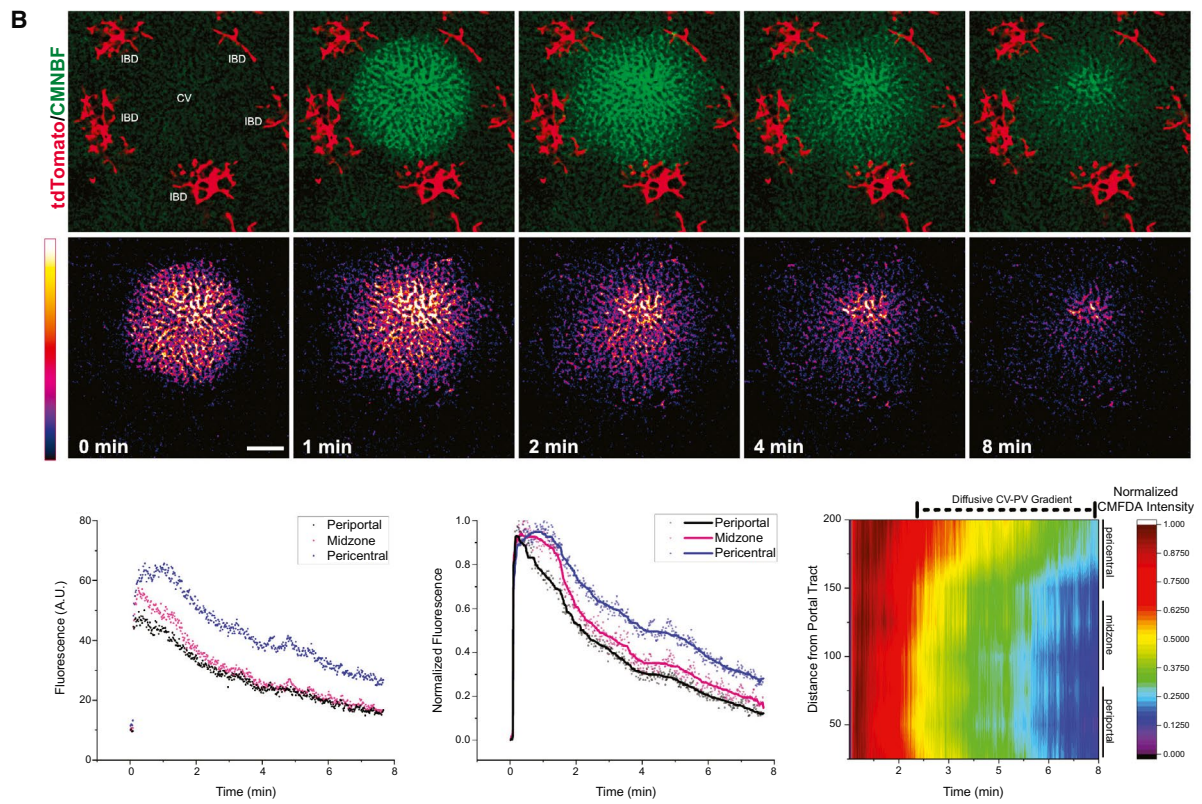 B
tdTomato/CMNBF
IBD
IBD
CV
IBD
IBD
IBD
0 min
1 min
2 min
4 min
8 min
Fluorescence (A.U.)
80
60
40
20
0
0 2 4 6 8
Time (min)
Periportal
Midzone
Pericentral
Normalized Fluorescence
1.0
0.8
0.6
0.4
0.2
0.0
0 2 4 6 8
Time (min)
Periportal
Midzone
Pericentral
Diffusive CV-PV Gradient
Distance from Portal Tract
200
150
100
50
2 3 5 6 8
Time (min)
pericentral
midzone
periportal
Normalized
CMFDA Intensity
1.000
0.8750
0.7500
0.6250
0.5000
0.3750
0.2500
0.1250
0.000